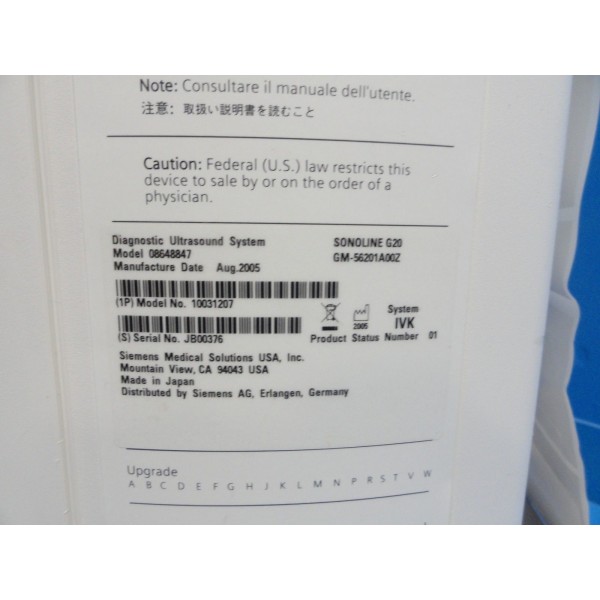 Note: Consultare il manuale dell'utente.
注意: 取扱い説明書を読むこと
Caution: Federal (U.S.) law restricts this
device to sale by or on the order of a
physician.
Diagnostic Ultrasound System SONOLINE G20
Model 08648847 GM-56201A00Z
Manufacture Date Aug.2005
(1P) Model No. 10031207
2005
System
IVK
(S) Serial No. JB00376 Product Status Number 01
Siemens Medical Solutions USA, Inc.
Mountain View, CA 94043 USA
Made in Japan
Distributed by Siemens AG, Erlangen, Germany
Upgrade
A B C D E F G H J K L M N P R S T V W